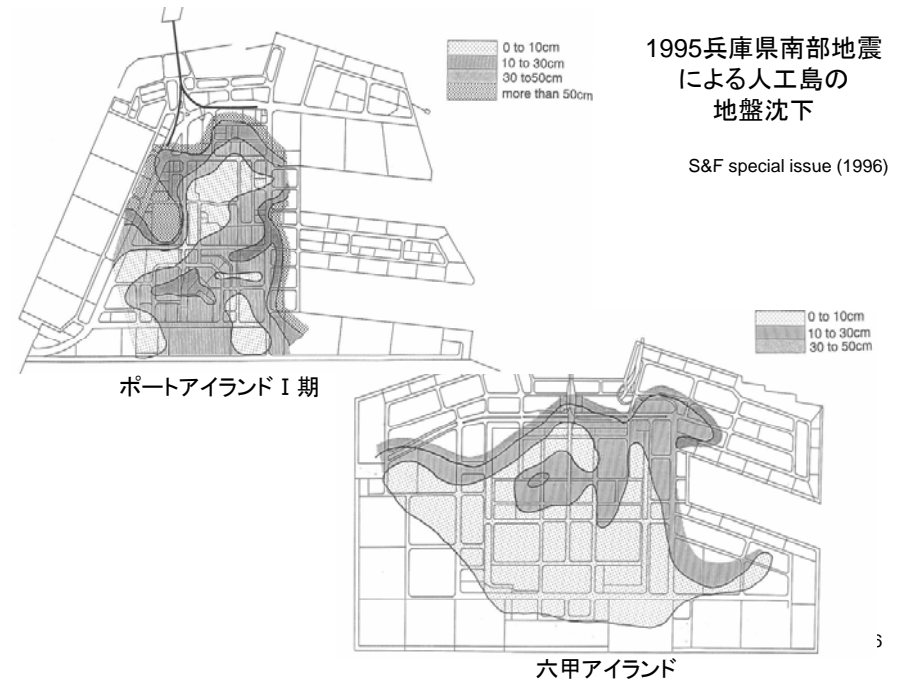 1995兵庫県南部地震
による人工島の
地盤沈下
S&F special issue (1996)
0 to 10cm
10 to 30cm
30 to50cm
more than 50cm
ポートアイランドⅠ期
0 to 10cm
10 to 30cm
30 to 50cm
六甲アイランド